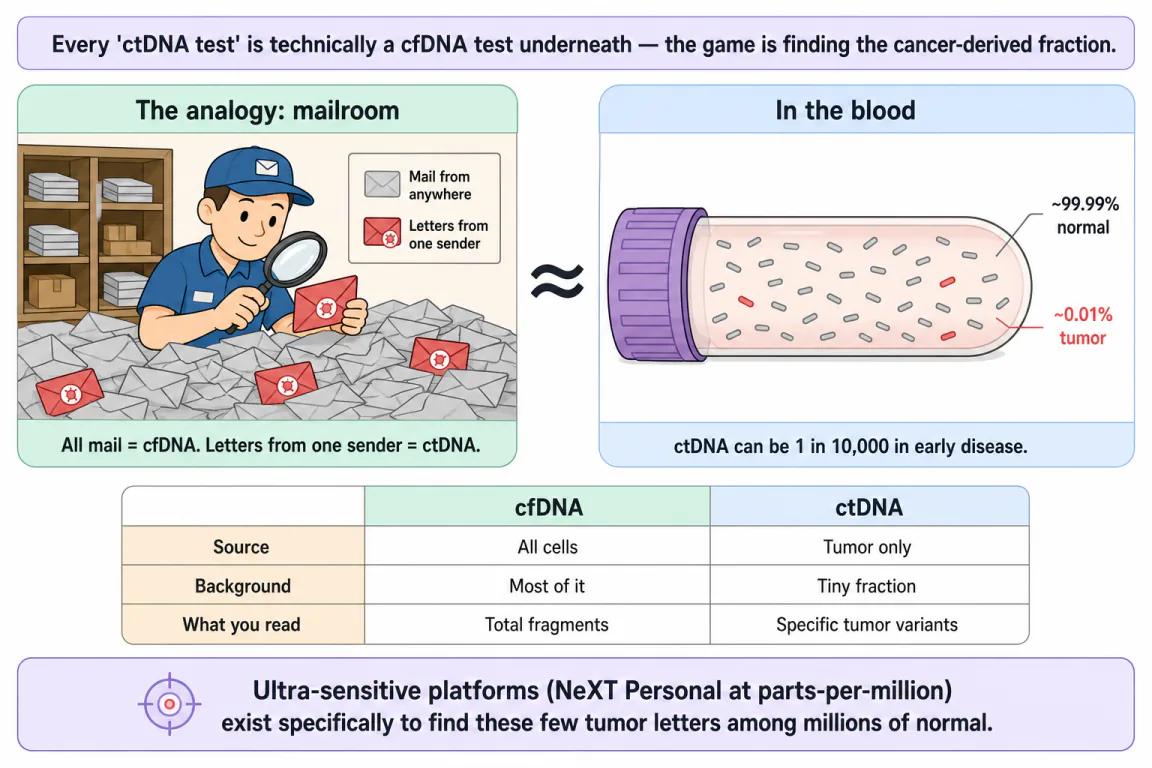 Every 'ctDNA test' is technically a cfDNA test underneath — the game is finding the cancer-derived fraction.
The analogy: mailroom
Mail from
anywhere
Letters from
one sender
All mail = cfDNA. Letters from one sender = ctDNA.
≈
In the blood
~99.99%
normal
~0.01%
tumor
ctDNA can be 1 in 10,000 in early disease.
cfDNA ctDNA
Source All cells Tumor only
Background Most of it Tiny fraction
What you read Total fragments Specific tumor variants
Ultra-sensitive platforms (NeXT Personal at parts-per-million)
exist specifically to find these few tumor letters among millions of normal.